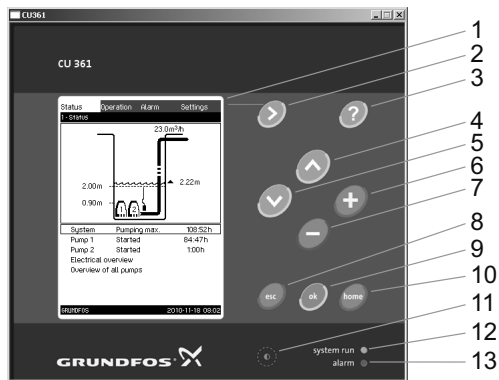 CU361
CU 361
Status Operation Alarm Settings
1 - Status
23.0m³/h
2.00m
2.22m
0.90m
1 2
System Pumping max. 108:52h
Pump 1 Started 84:47h
Pump 2 Started 1:00h
Electrical overview
Overview of all pumps
GRUNDFOS 2010-11-18 08:02
>
?
+
−
esc ok home
GRUNDFOS
system run
alarm
1
2
3
4
5
6
7
8
9
10
11
12
13